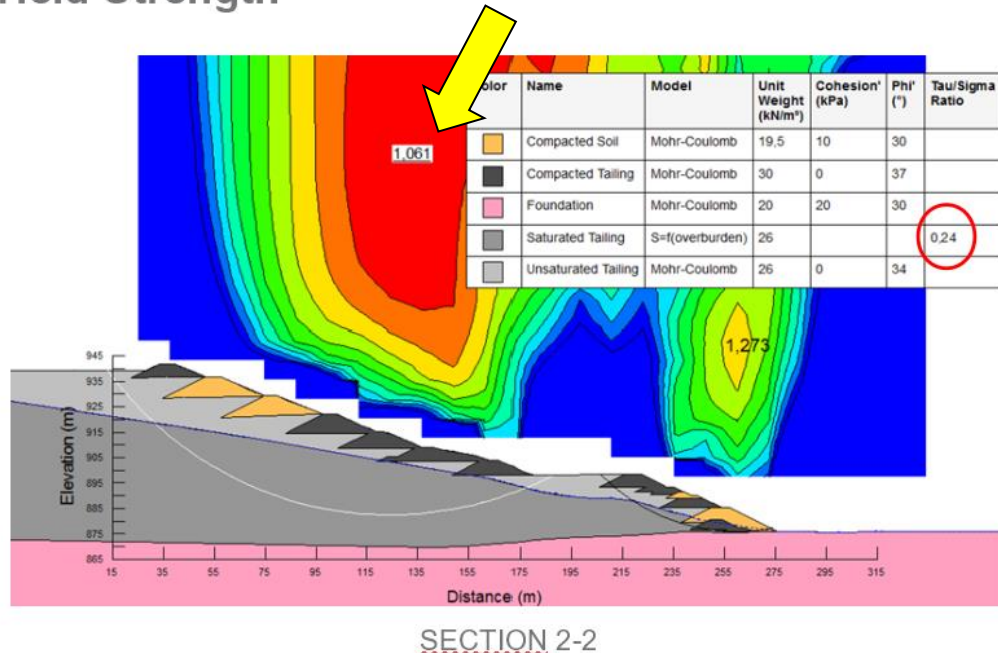 Yield Strength
1,061
Color Name Model Unit Weight (kN/m³) Cohesion' (kPa) Phi' (°) Tau/Sigma Ratio
Compacted Soil Mohr-Coulomb 19,5 10 30
Compacted Tailing Mohr-Coulomb 30 0 37
Foundation Mohr-Coulomb 20 20 30
Saturated Tailing S=f(overburden) 26 0,24
Unsaturated Tailing Mohr-Coulomb 26 0 34
1,273
945
935
925
915
905
895
885
875
865
Elevation (m)
15 35 55 75 95 115 135 155 175 195 215 235 255 275 295 315
Distance (m)
SECTION 2-2